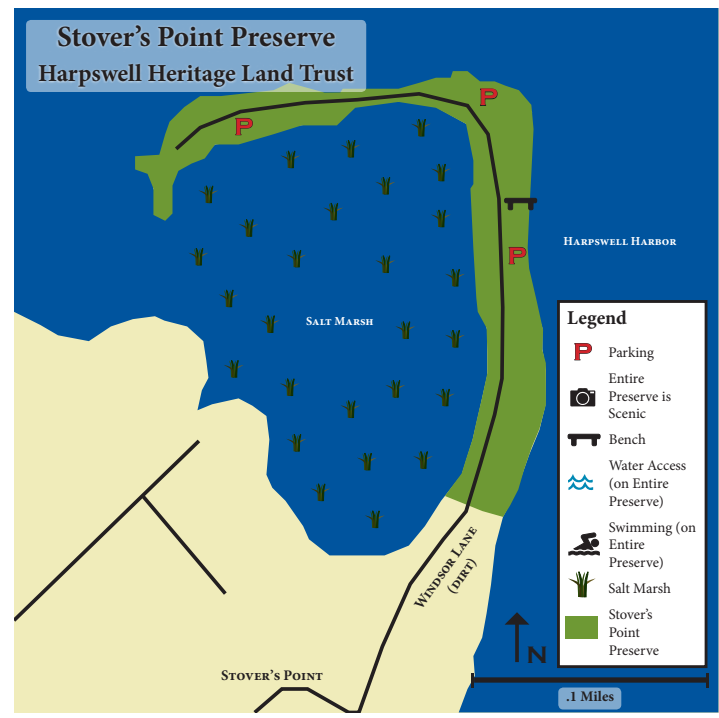 Stover's Point Preserve
Harpswell Heritage Land Trust
P
P
P
Harpswell Harbor
Salt Marsh
Legend
P Parking
Entire
Preserve is
Scenic
Bench
Water Access
(on Entire
Preserve)
Swimming (on
Entire
Preserve)
Salt Marsh
Stover's
Point
Preserve
Windsor Lane
(dirt)
N
Stover's Point
.1 Miles